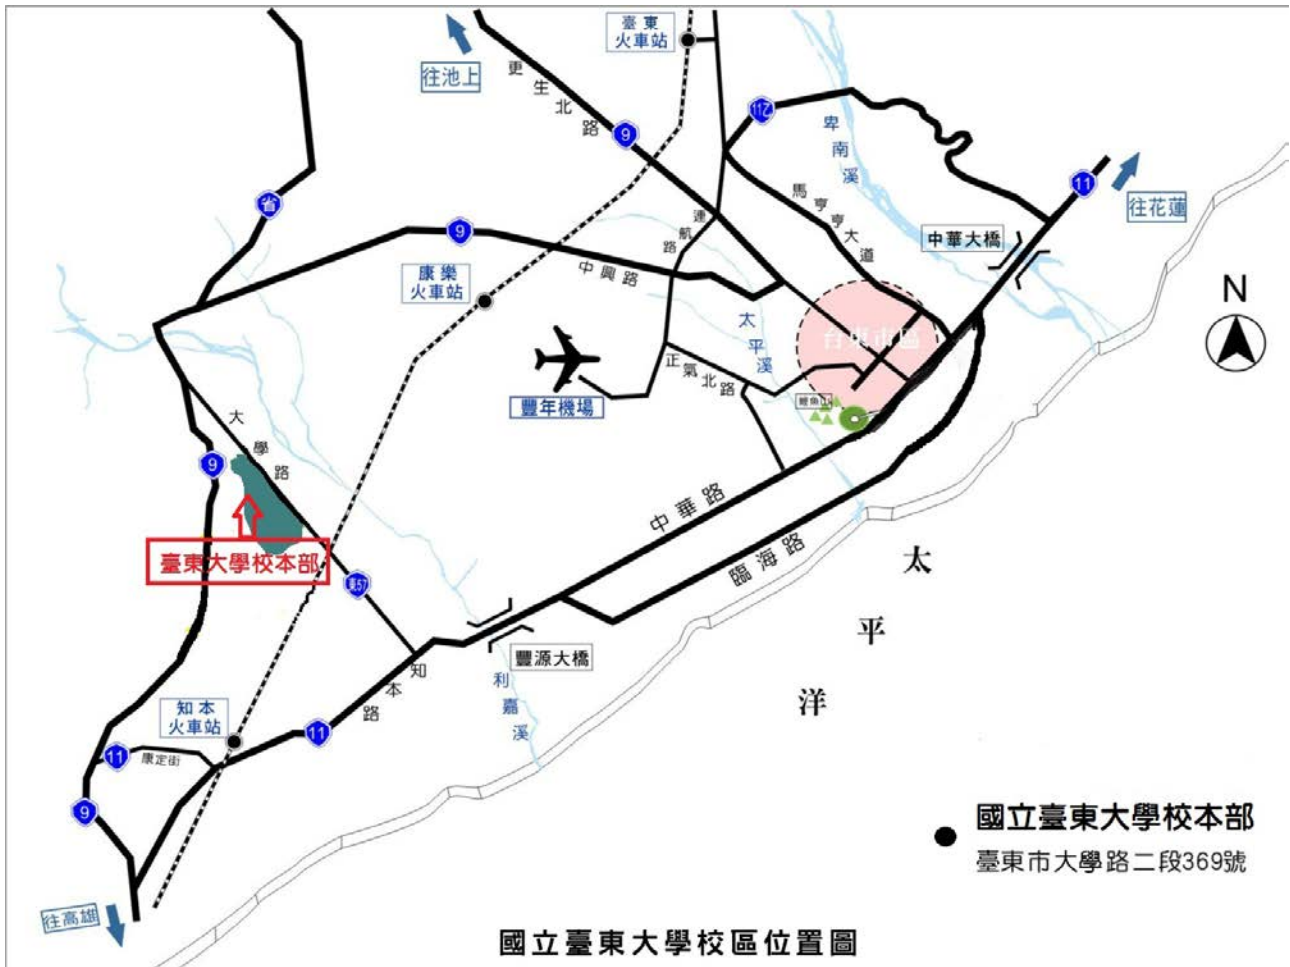 臺東
火車站
往池上
更生北路
9
11乙
卑南溪
11
往花蓮
馬亨亨大道
中華大橋
省
9
連航路
中興路
康樂
火車站
N
太平溪
台東市區
正氣北路
豐年機場
鯉魚山
大學路
9
中華路
臨海路
臺東大學校本部
東57
太平洋
豐源大橋
知本路
利嘉溪
知本
火車站
11
11
康定街
9
國立臺東大學校本部
臺東市大學路二段369號
往高雄
國立臺東大學校區位置圖